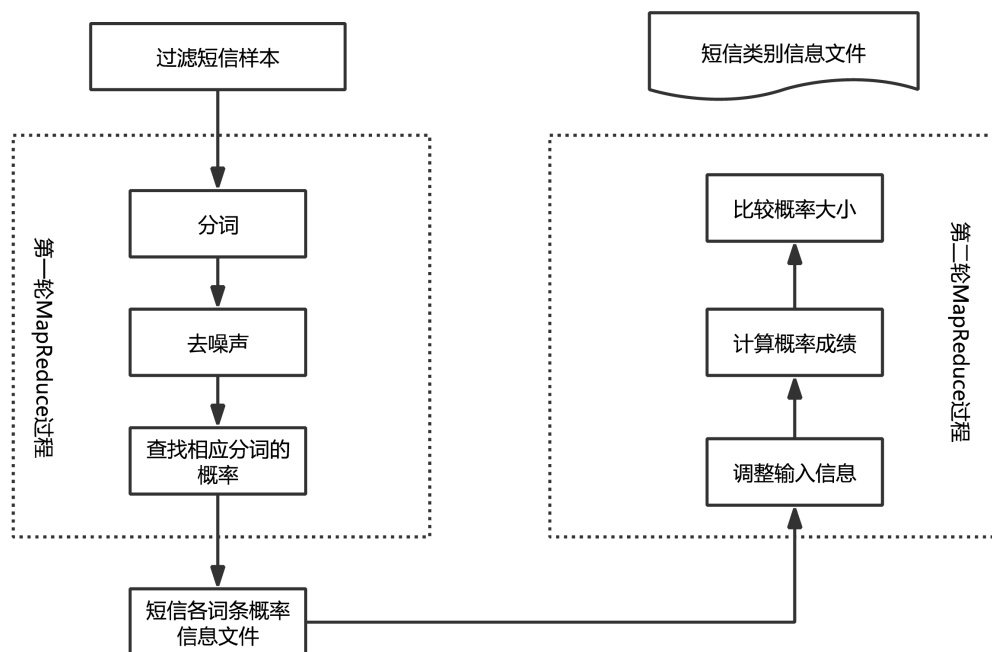 过滤短信样本
短信类别信息文件
第一轮MapReduce过程
分词
去噪声
查找相应分词的
概率
短信各词条概率
信息文件
比较概率大小
计算概率成绩
调整输入信息
第二轮MapReduce过程